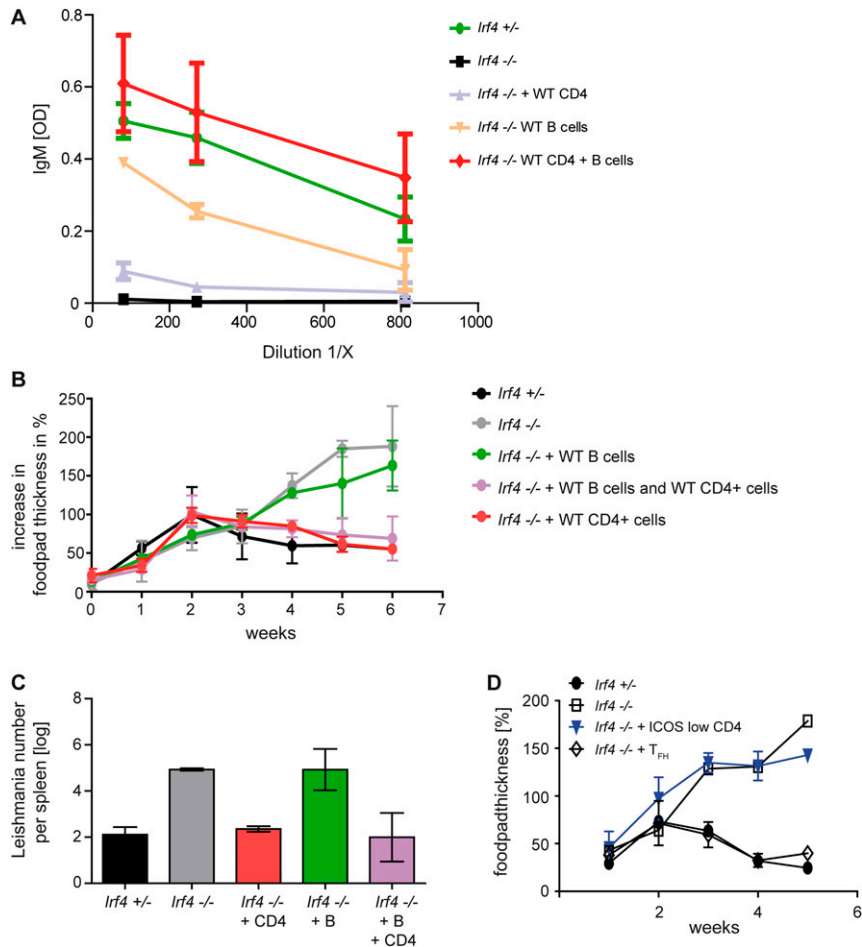 A
IgM [OD]
0.8
0.6
0.4
0.2
0
0
200
400
600
800
1000
Dilution 1/X
Irf4 +/-
Irf4 -/-
Irf4 -/- + WT CD4
Irf4 -/- WT B cells
Irf4 -/- WT CD4 + B cells
B
increase in
foodpad thickness in %
250
200
150
100
50
0
0
1
2
3
4
5
6
7
weeks
Irf4 +/-
Irf4 -/-
Irf4 -/- + WT B cells
Irf4 -/- + WT B cells and WT CD4+ cells
Irf4 -/- + WT CD4+ cells
C
Leishmania number
per spleen [log]
8
6
4
2
0
Irf4 +/-
Irf4 -/-
Irf4 -/-
+ CD4
Irf4 -/-
+ B
Irf4 -/-
+ B
+ CD4
D
Irf4 +/-
Irf4 -/-
Irf4 -/- + ICOS low CD4
Irf4 -/- + TFH
foodpadthickness [%]
200
150
100
50
0
2
4
6
weeks